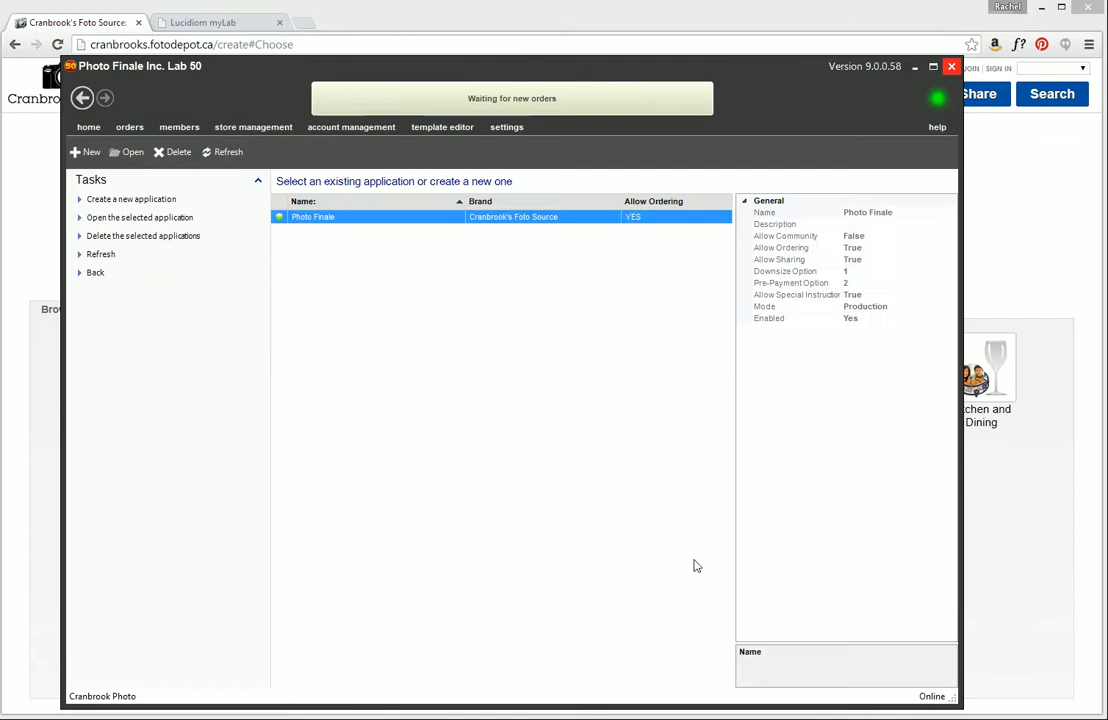 Rachel
Cranbrook's Foto Source: Lucidiom myLab
cranbrooks.fotodepot.ca/create#Choose
Photo Finale Inc. Lab 50 Version 9.0.0.58
JOIN | SIGN IN
Cranbrook
Share Search
Waiting for new orders
home orders members store management account management template editor settings help
New Open Delete Refresh
Tasks
Create a new application
Open the selected application
Delete the selected applications
Refresh
Back
Select an existing application or create a new one
Name: Brand Allow Ordering
Photo Finale Cranbrook's Foto Source YES
General
Name Photo Finale
Description
Allow Community False
Allow Ordering True
Allow Sharing True
Downsize Option 1
Pre-Payment Option 2
Allow Special Instructior True
Mode Production
Enabled Yes
Brov
tchen and
Dining
Name
Cranbrook Photo Online